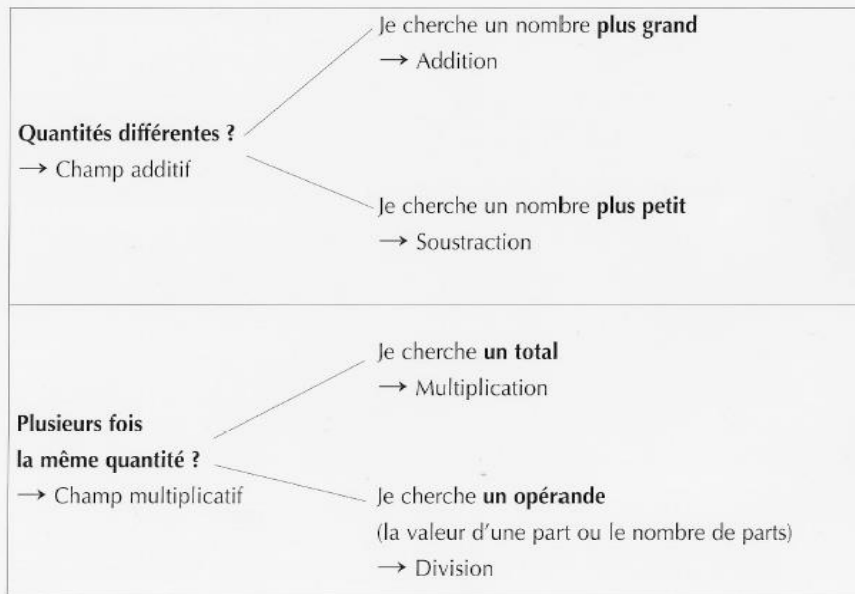 Je cherche un nombre plus grand
→ Addition
Quantités différentes ?
→ Champ additif
Je cherche un nombre plus petit
→ Soustraction
Je cherche un total
→ Multiplication
Plusieurs fois
la même quantité ?
→ Champ multiplicatif
Je cherche un opérande
(la valeur d'une part ou le nombre de parts)
→ Division